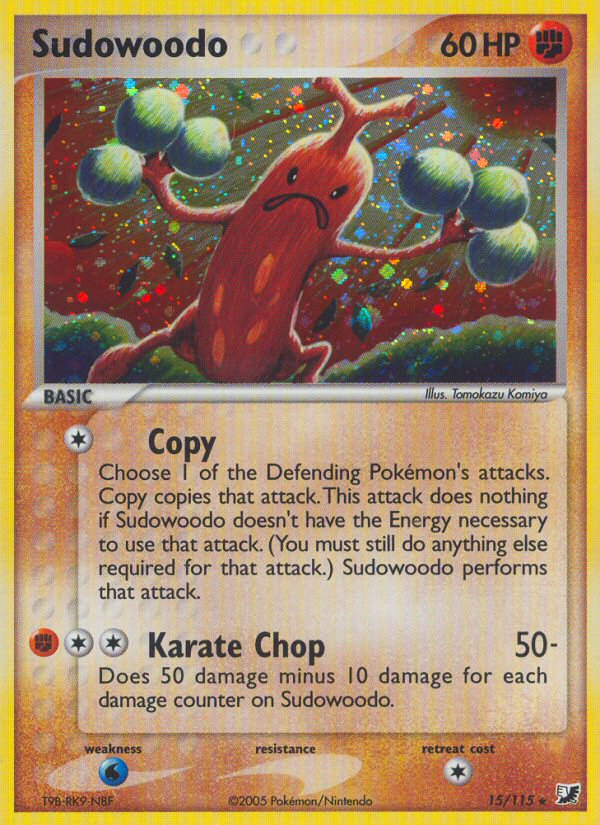 Sudowoodo
60 HP
BASIC
Illus. Tomokazu Komiya
Copy
Choose 1 of the Defending Pokémon's attacks.
Copy copies that attack. This attack does nothing
if Sudowoodo doesn't have the Energy necessary
to use that attack. (You must still do anything else
required for that attack.) Sudowoodo performs
that attack.
Karate Chop 50-
Does 50 damage minus 10 damage for each
damage counter on Sudowoodo.
weakness resistance retreat cost
T9B-RK9-N8F ©2005 Pokémon/Nintendo 15/115 ★